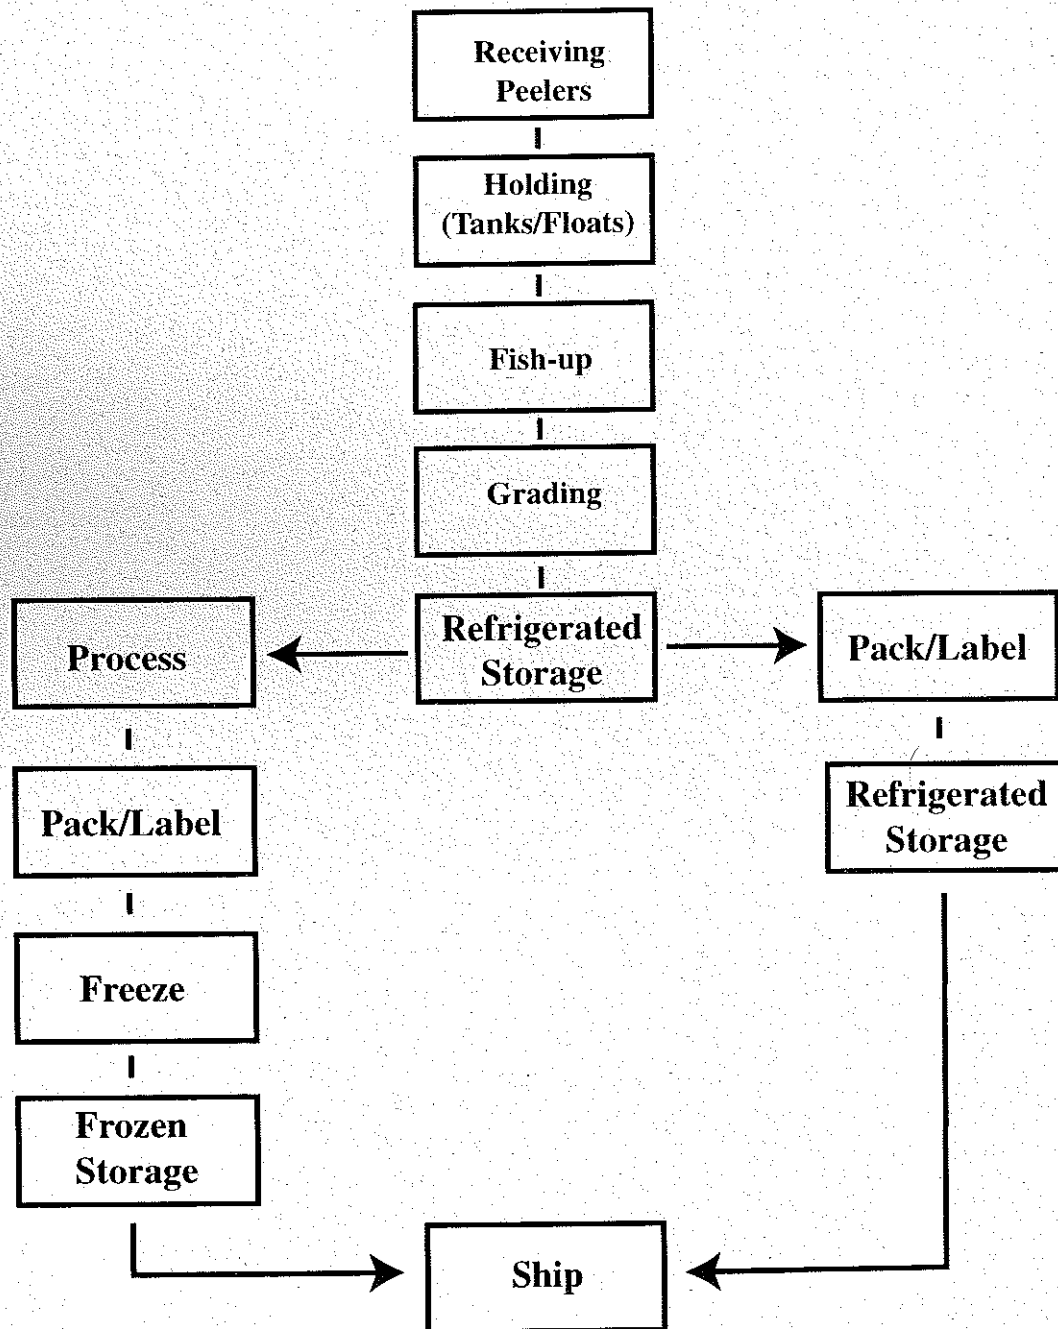 Receiving
Peelers
Holding
(Tanks/Floats)
Fish-up
Grading
Refrigerated
Storage
Process
Pack/Label
Freeze
Frozen
Storage
Pack/Label
Refrigerated
Storage
Ship